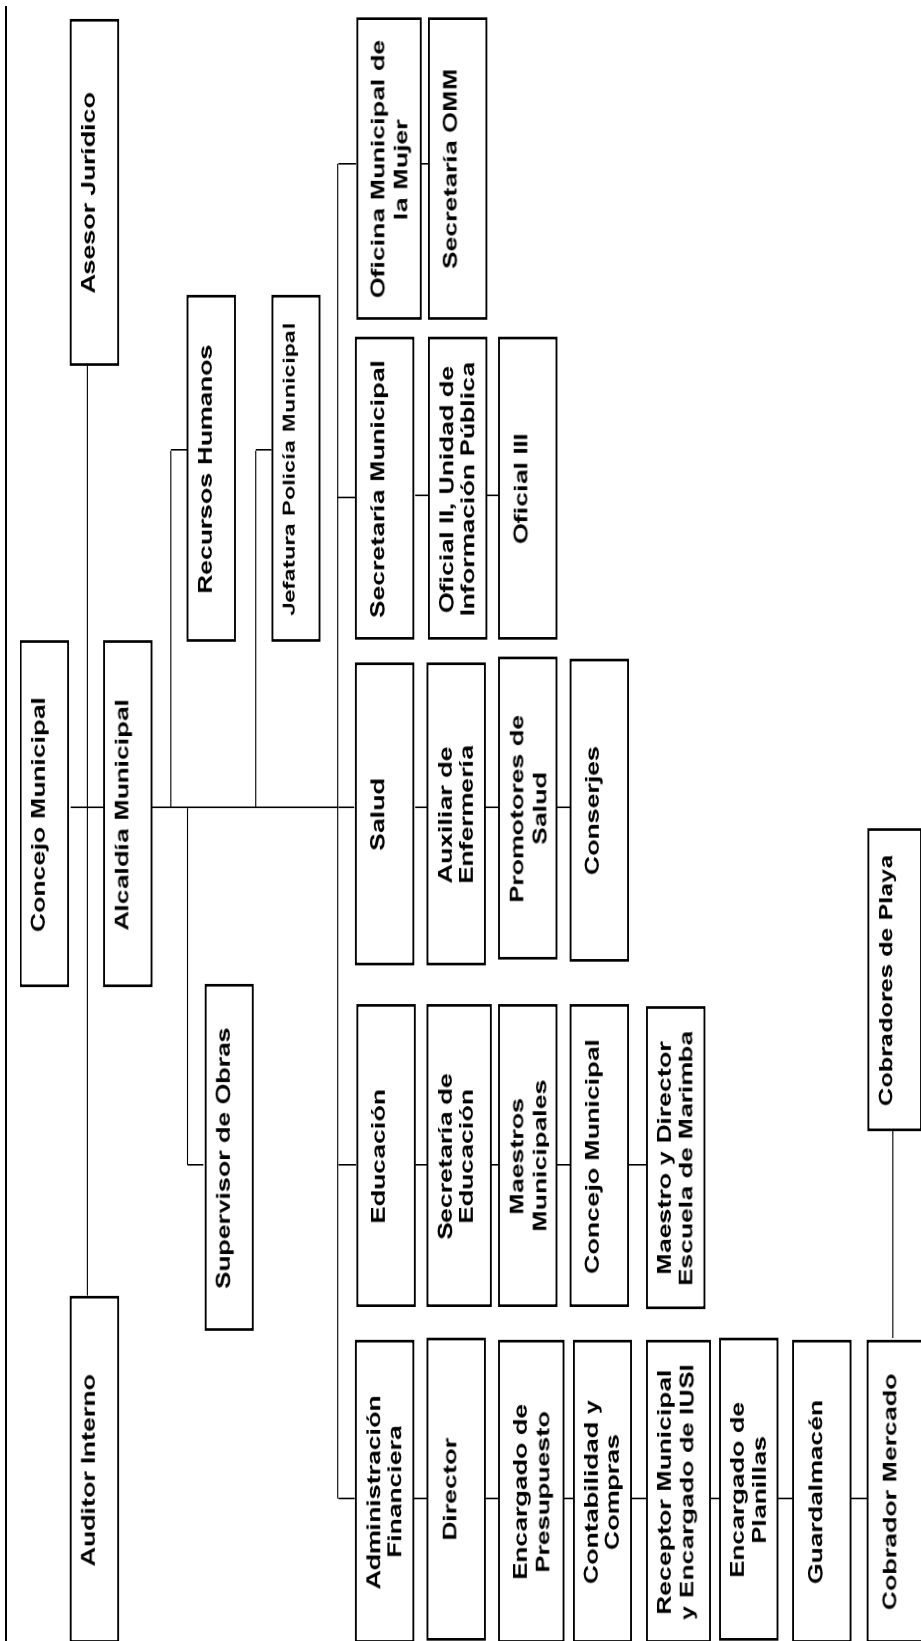 Concejo Municipal
Auditor Interno
Asesor Jurídico
Alcaldía Municipal
Recursos Humanos
Supervisor de Obras
Jefatura Policía Municipal
Administración
Financiera
Director
Encargado de
Presupuesto
Contabilidad y
Compras
Receptor Municipal
y Encargado de IUSI
Encargado de
Planillas
Guardalmacén
Cobrador Mercado
Cobradores de Playa
Educación
Secretaría de
Educación
Maestros
Municipales
Concejo Municipal
Maestro y Director
Escuela de Marimba
Salud
Auxiliar de
Enfermería
Promotores de
Salud
Conserjes
Secretaría Municipal
Oficial II, Unidad de
Información Pública
Oficial III
Oficina Municipal de
la Mujer
Secretaría OMM